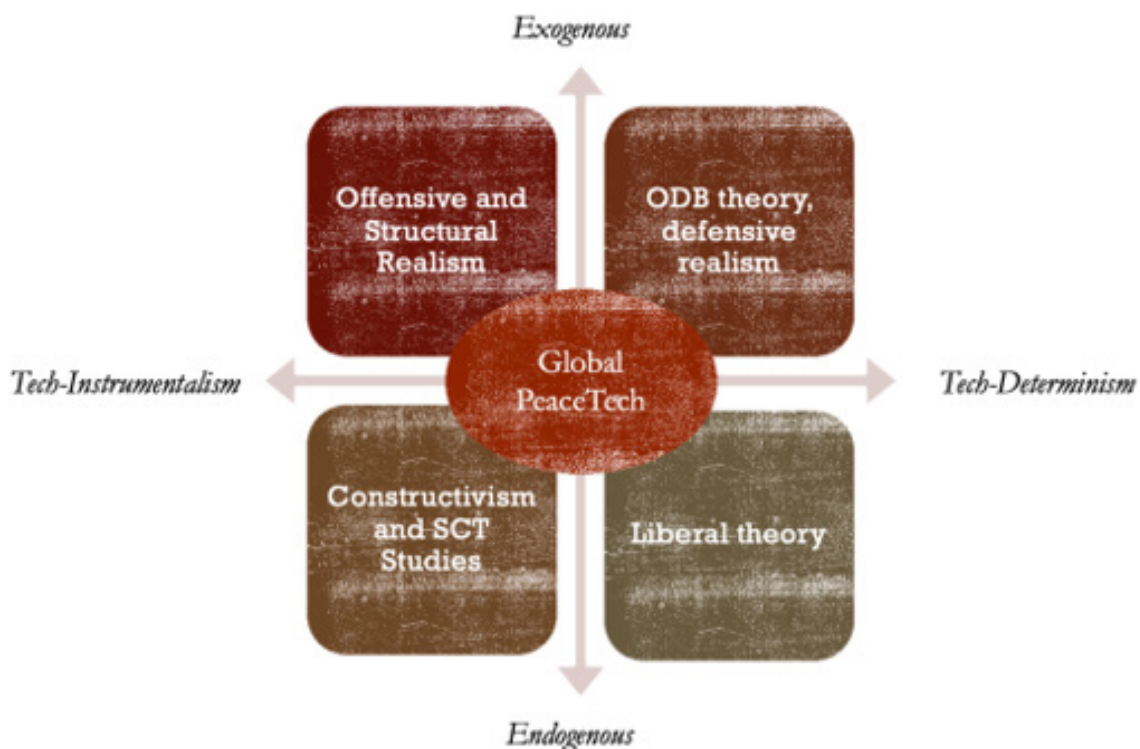 Exogenous
Offensive and
Structural
Realism
ODB theory,
defensive
realism
Tech-Instrumentalism
Global
PeaceTech
Tech-Determinism
Constructivism
and SCT
Studies
Liberal theory
Endogenous